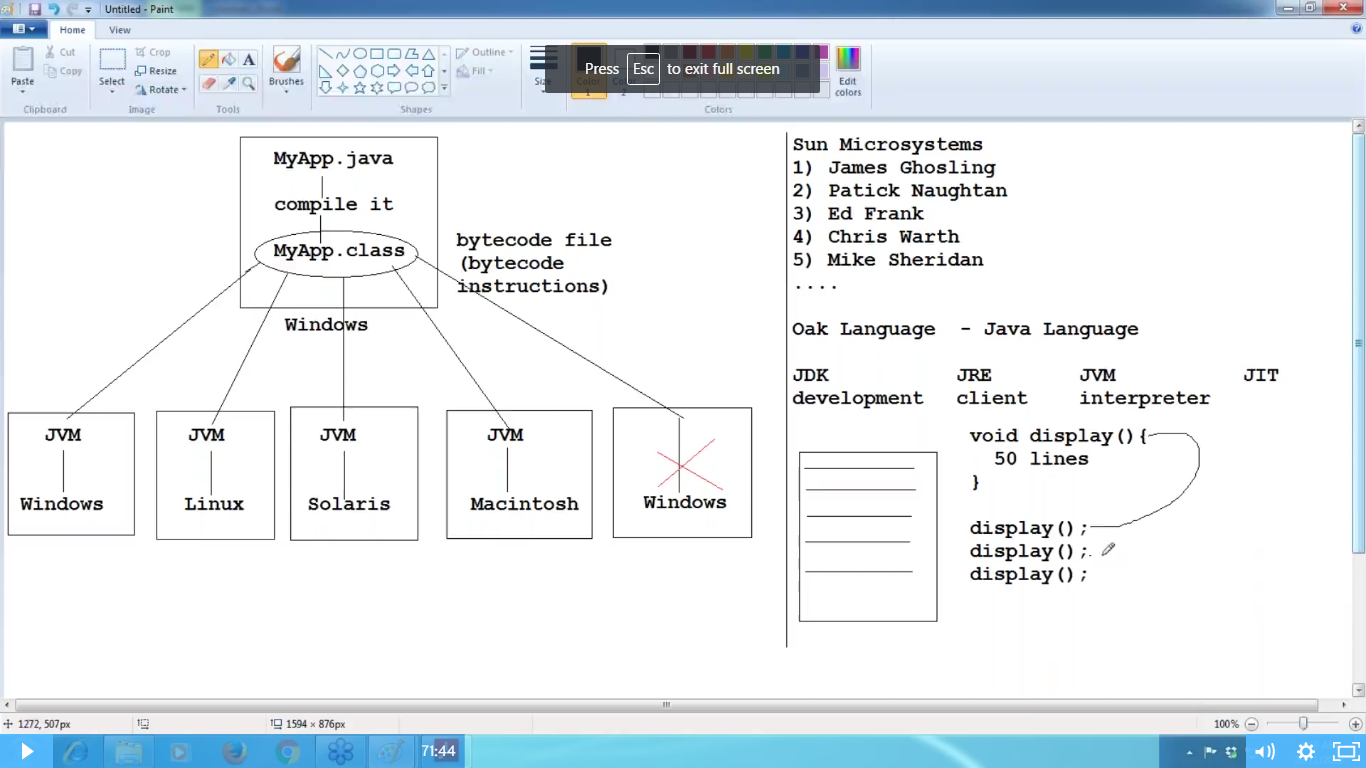 Untitled - Paint
Home View
Paste
Cut
Copy
Clipboard
Select
Crop
Resize
Rotate
Image
A
Tools
Brushes
Shapes
Outline
Fill
Size
Color
1
Color
2
Edit
colors
Colors
Press Esc to exit full screen
MyApp.java
compile it
MyApp.class
bytecode file
(bytecode
instructions)
Windows
JVM JVM JVM JVM
Windows Linux Solaris Macintosh Windows
Sun Microsystems
1) James Ghosling
2) Patick Naughtan
3) Ed Frank
4) Chris Warth
5) Mike Sheridan
....
Oak Language - Java Language
JDK JRE JVM JIT
development client interpreter
void display(){
50 lines
}
display();
display();
display();
1272, 507px
1594 × 876px
100%
71:44